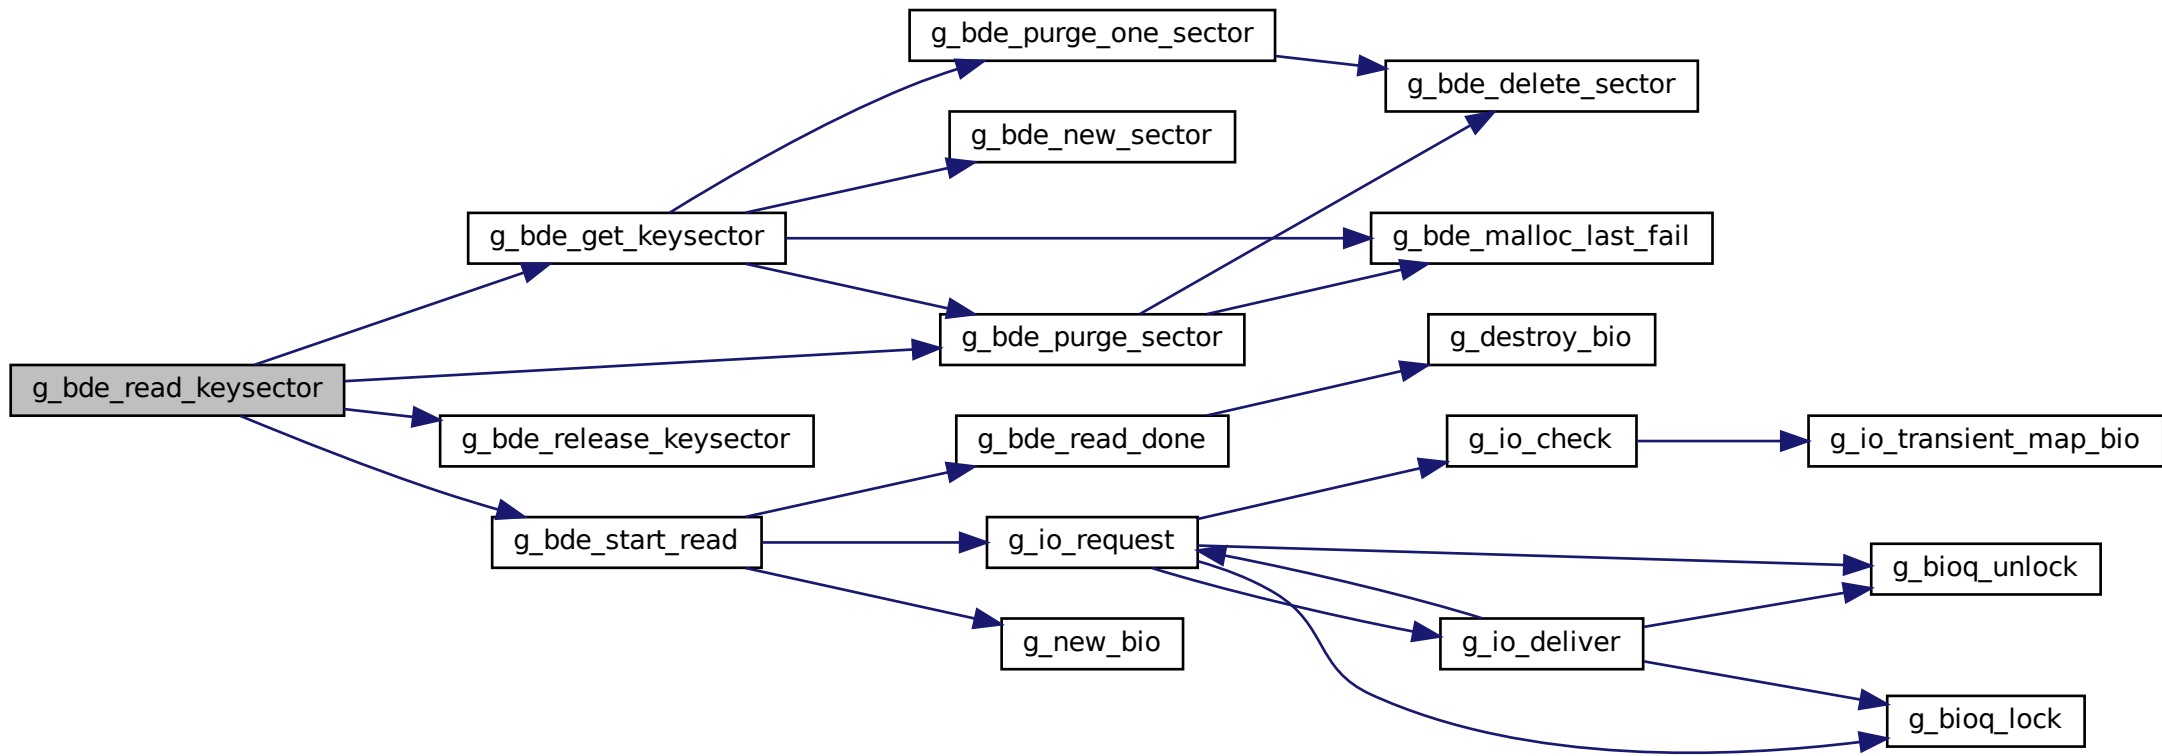 g_bde_purge_one_sector
g_bde_delete_sector
g_bde_new_sector
g_bde_get_keysector
g_bde_malloc_last_fail
g_bde_purge_sector
g_destroy_bio
g_bde_read_keysector
g_bde_release_keysector
g_bde_read_done
g_io_check
g_io_transient_map_bio
g_bde_start_read
g_io_request
g_bioq_unlock
g_new_bio
g_io_deliver
g_bioq_lock